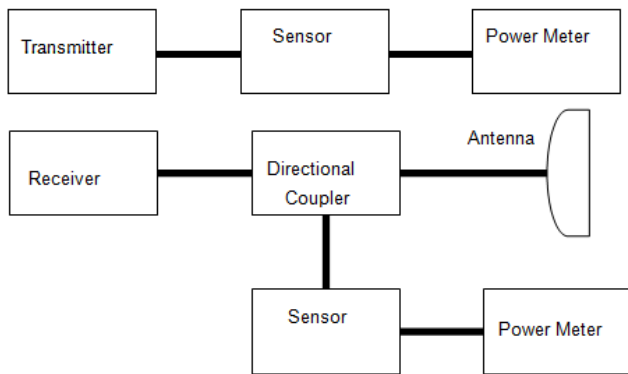 Transmitter
Sensor
Power Meter
Receiver
Directional
Coupler
Antenna
Sensor
Power Meter